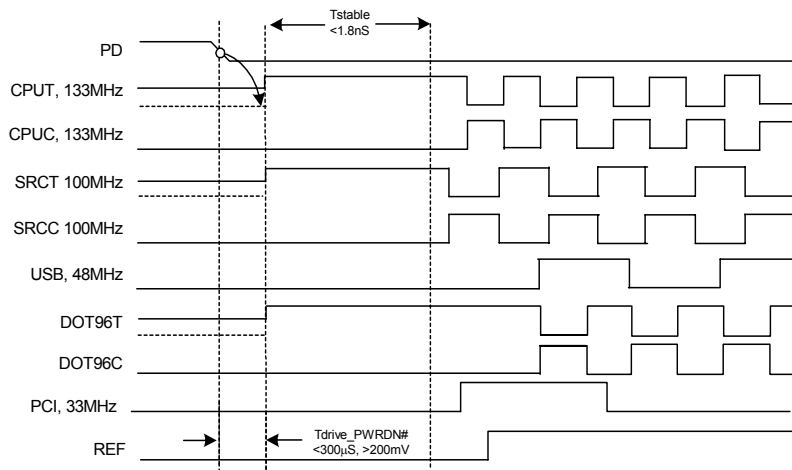 Tstable
<1.8nS
PD
CPUT, 133MHz
CPUC, 133MHz
SRCT 100MHz
SRCC 100MHz
USB, 48MHz
DOT96T
DOT96C
PCI, 33MHz
REF
Tdrive_PWRDN#
<300µS, >200mV